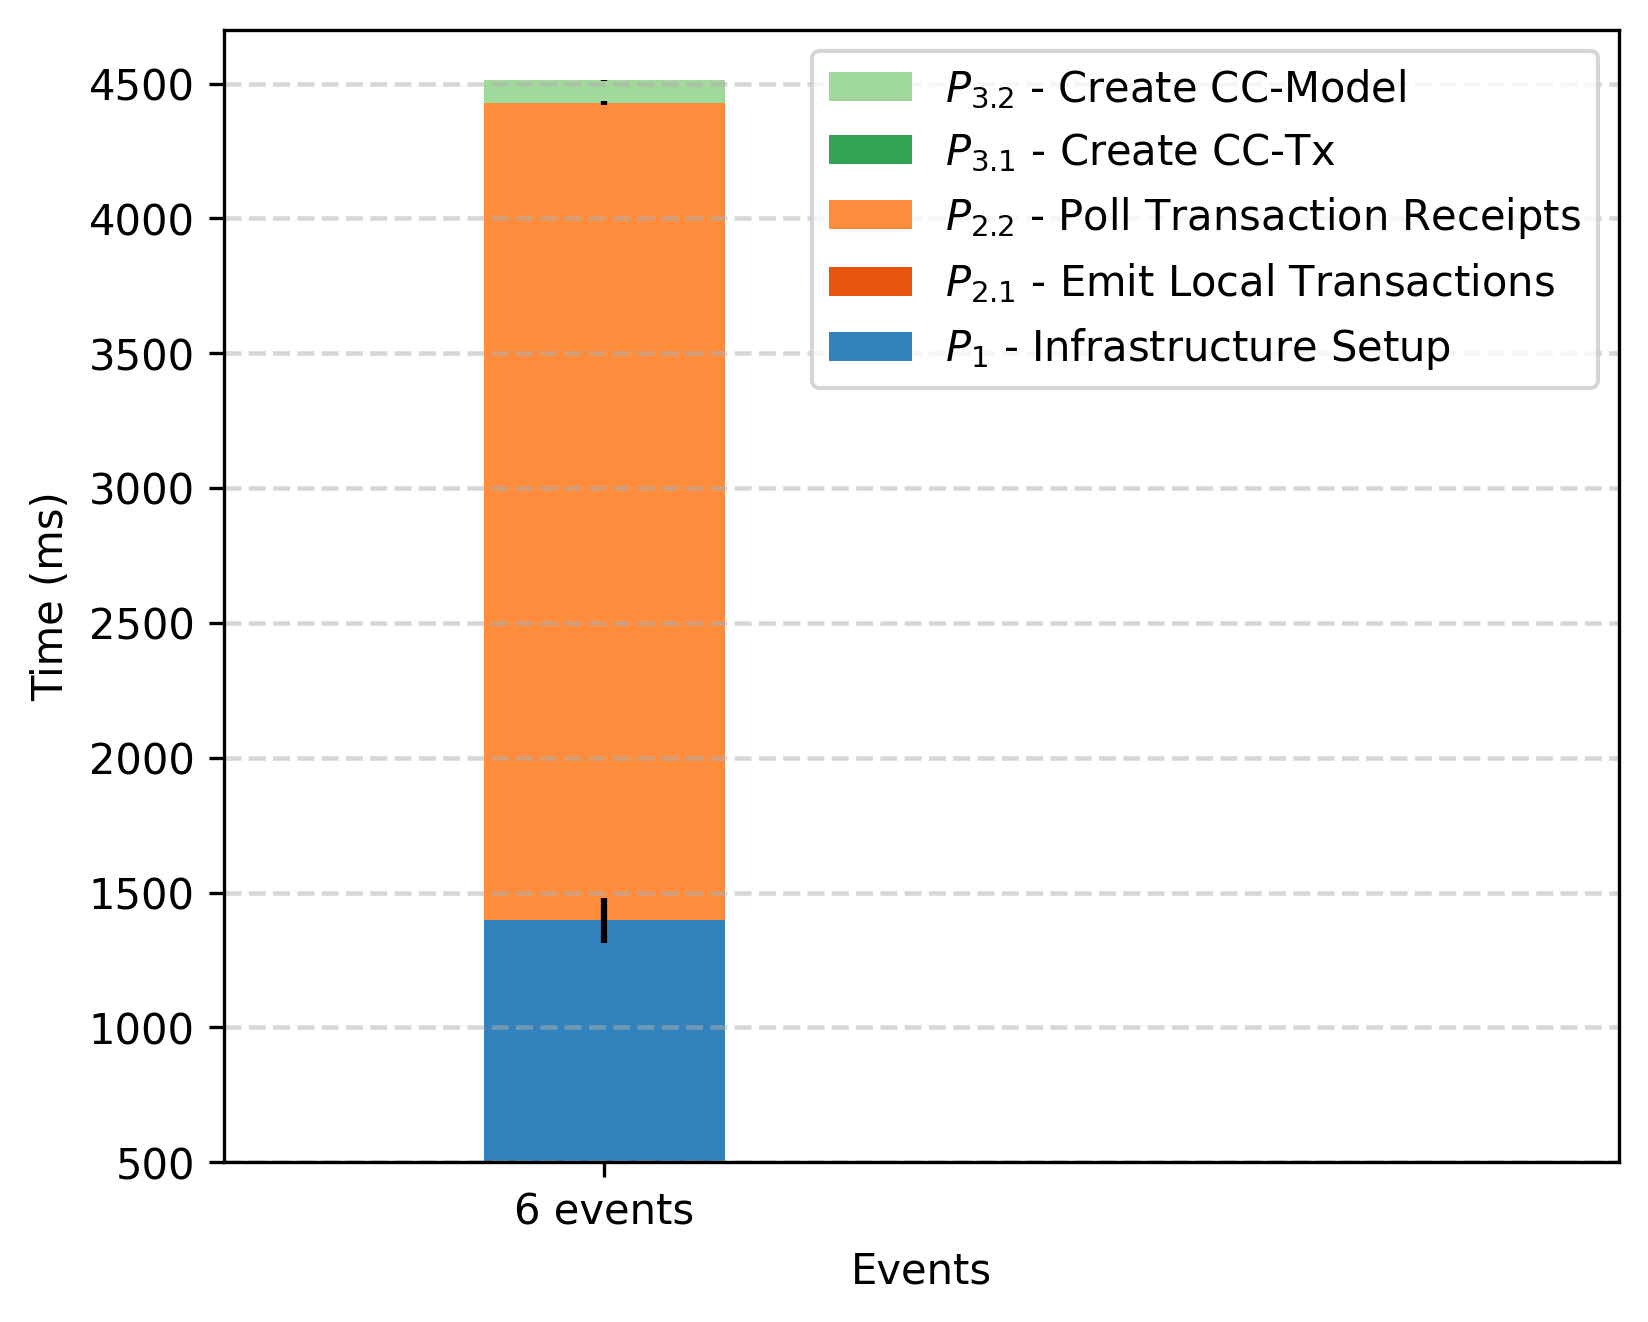 4500
4000
3500
3000
2500
2000
1500
1000
500
Time (ms)
P3.2 - Create CC-Model
P3.1 - Create CC-Tx
P2.2 - Poll Transaction Receipts
P2.1 - Emit Local Transactions
P1 - Infrastructure Setup
6 events
Events